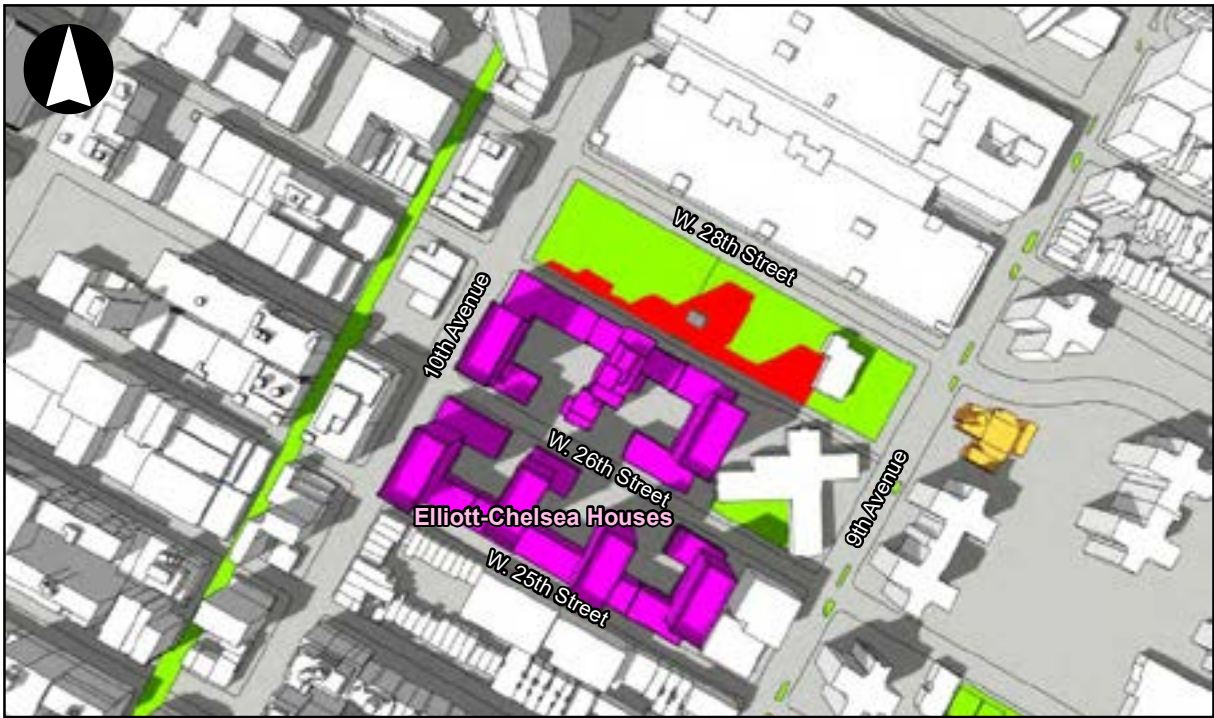 W. 28th Street
10th Avenue
W. 26th Street
9th Avenue
Elliott-Chelsea Houses
W. 25th Street